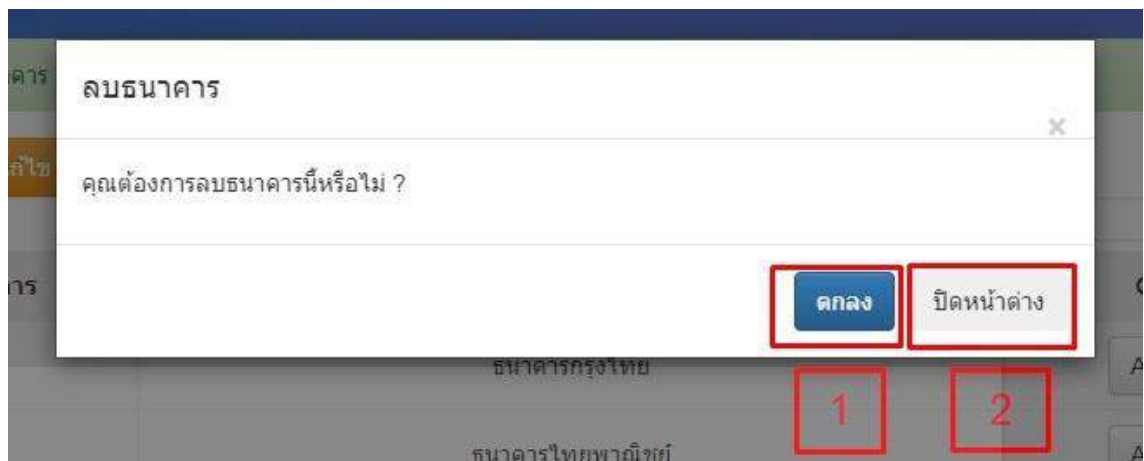 ลบธนาคาร
×
คุณต้องการลบธนาคารนี้หรือไม่ ?
ตกลง
ปิดหน้าต่าง
ธนาคารกรุงไทย
1
2
ธนาคารไทยพาณิชย์